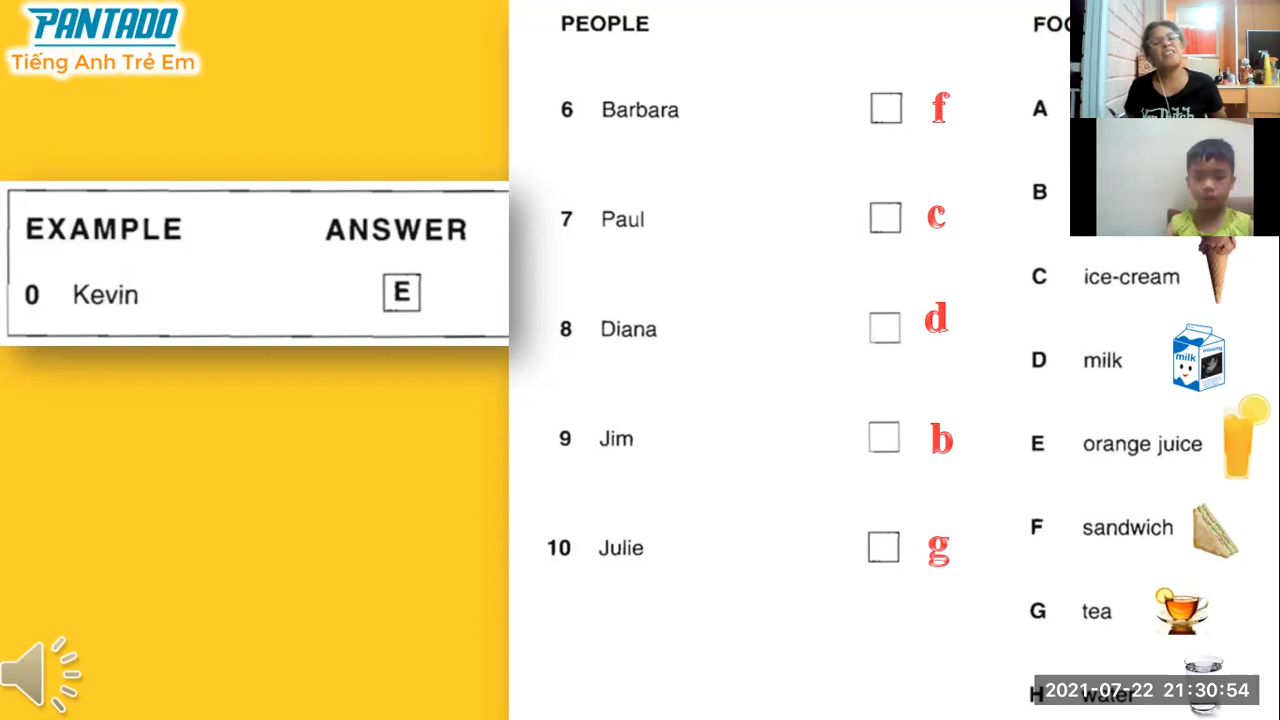 PANTADO
Tiếng Anh Trẻ Em
EXAMPLE ANSWER
0 Kevin E
PEOPLE
6 Barbara f
7 Paul c
8 Diana d
9 Jim b
10 Julie g
A
B
C ice-cream
D milk
milk
E orange juice
F sandwich
G tea
H water
2021-07-22 21:30:54